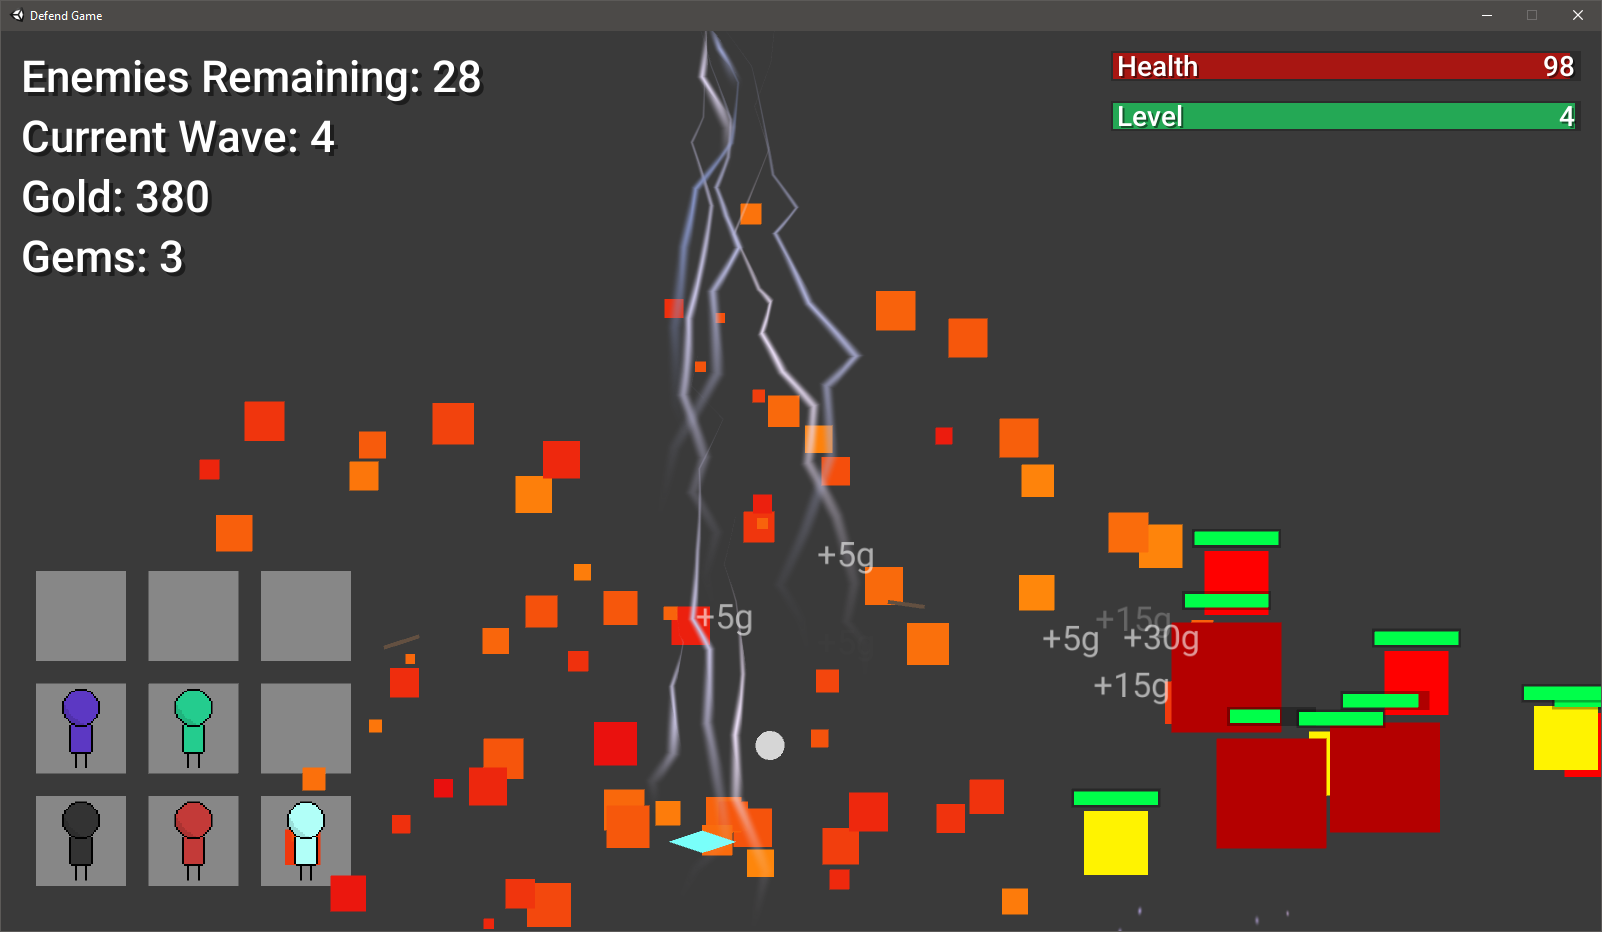 Defend Game
Enemies Remaining: 28
Current Wave: 4
Gold: 380
Gems: 3
Health 98
Level 4
+5g
+5g
+15g
+5g +30g
+15g